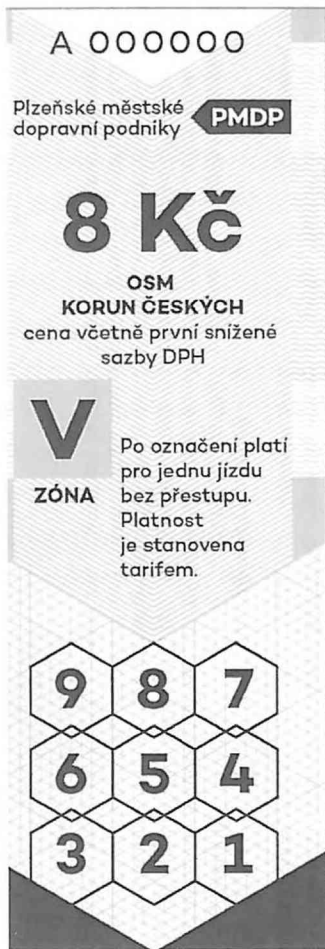 A 000000
Plzeňské městské
dopravní podniky
PMDP
8 Kč
OSM
KORUN ČESKÝCH
cena včetně první snížené
sazby DPH
V
ZÓNA
Po označení platí
pro jednu jízdu
bez přestupu.
Platnost
je stanovena
tarifem.
9 8 7
6 5 4
3 2 1